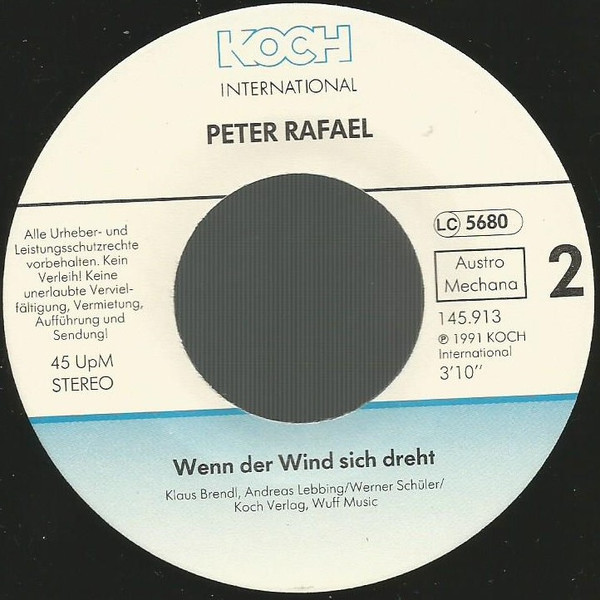 KOCH
INTERNATIONAL
PETER RAFAEL
Alle Urheber- und
Leistungsschutzrechte
vorbehalten. Kein
Verleih! Keine
unerlaubte Verviel-
fältigung, Vermietung,
Aufführung und
Sendung!
45 UpM
STEREO
LC 5680
Austro
Mechana
2
145.913
℗ 1991 KOCH
International
3'10"
Wenn der Wind sich dreht
Klaus Brendl, Andreas Lebbing/Werner Schüler/
Koch Verlag, Wuff Music